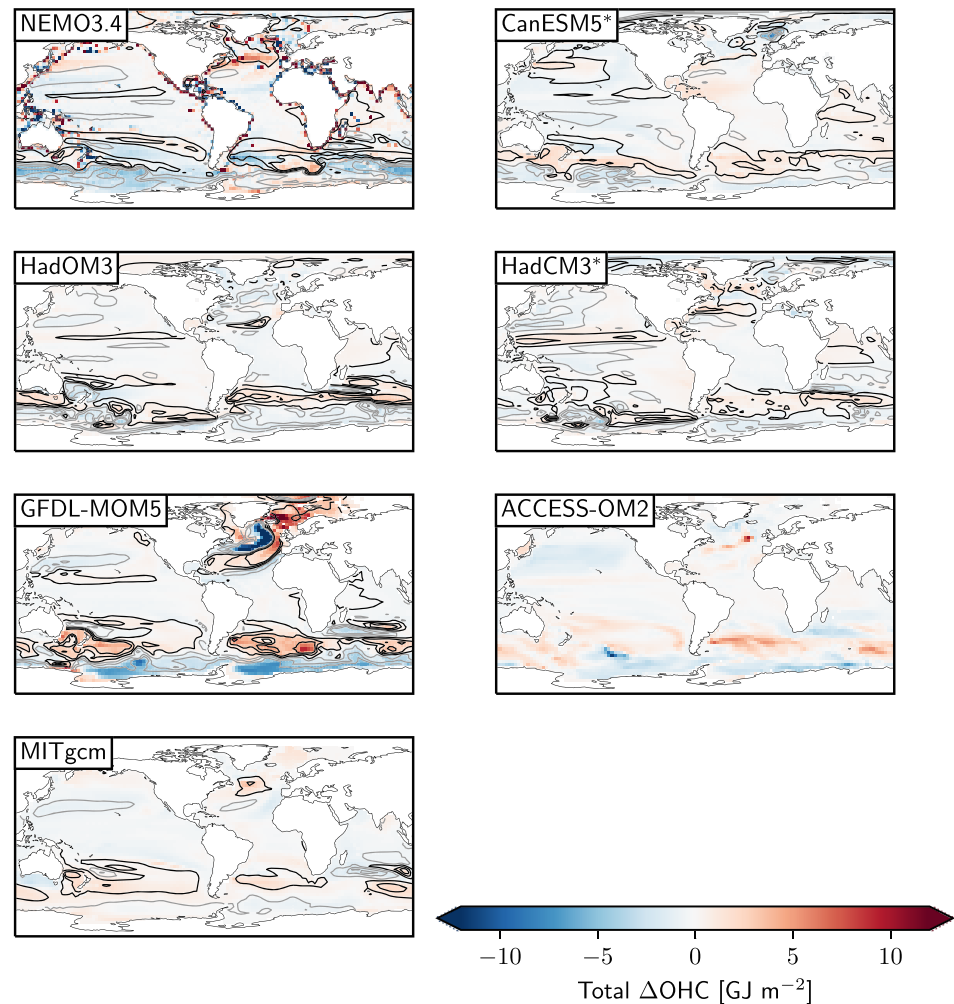 NEMO3.4
CanESM5*
HadOM3
HadCM3*
GFDL-MOM5
ACCESS-OM2
MITgcm
−10 −5 0 5 10
Total ΔOHC [GJ m⁻²]